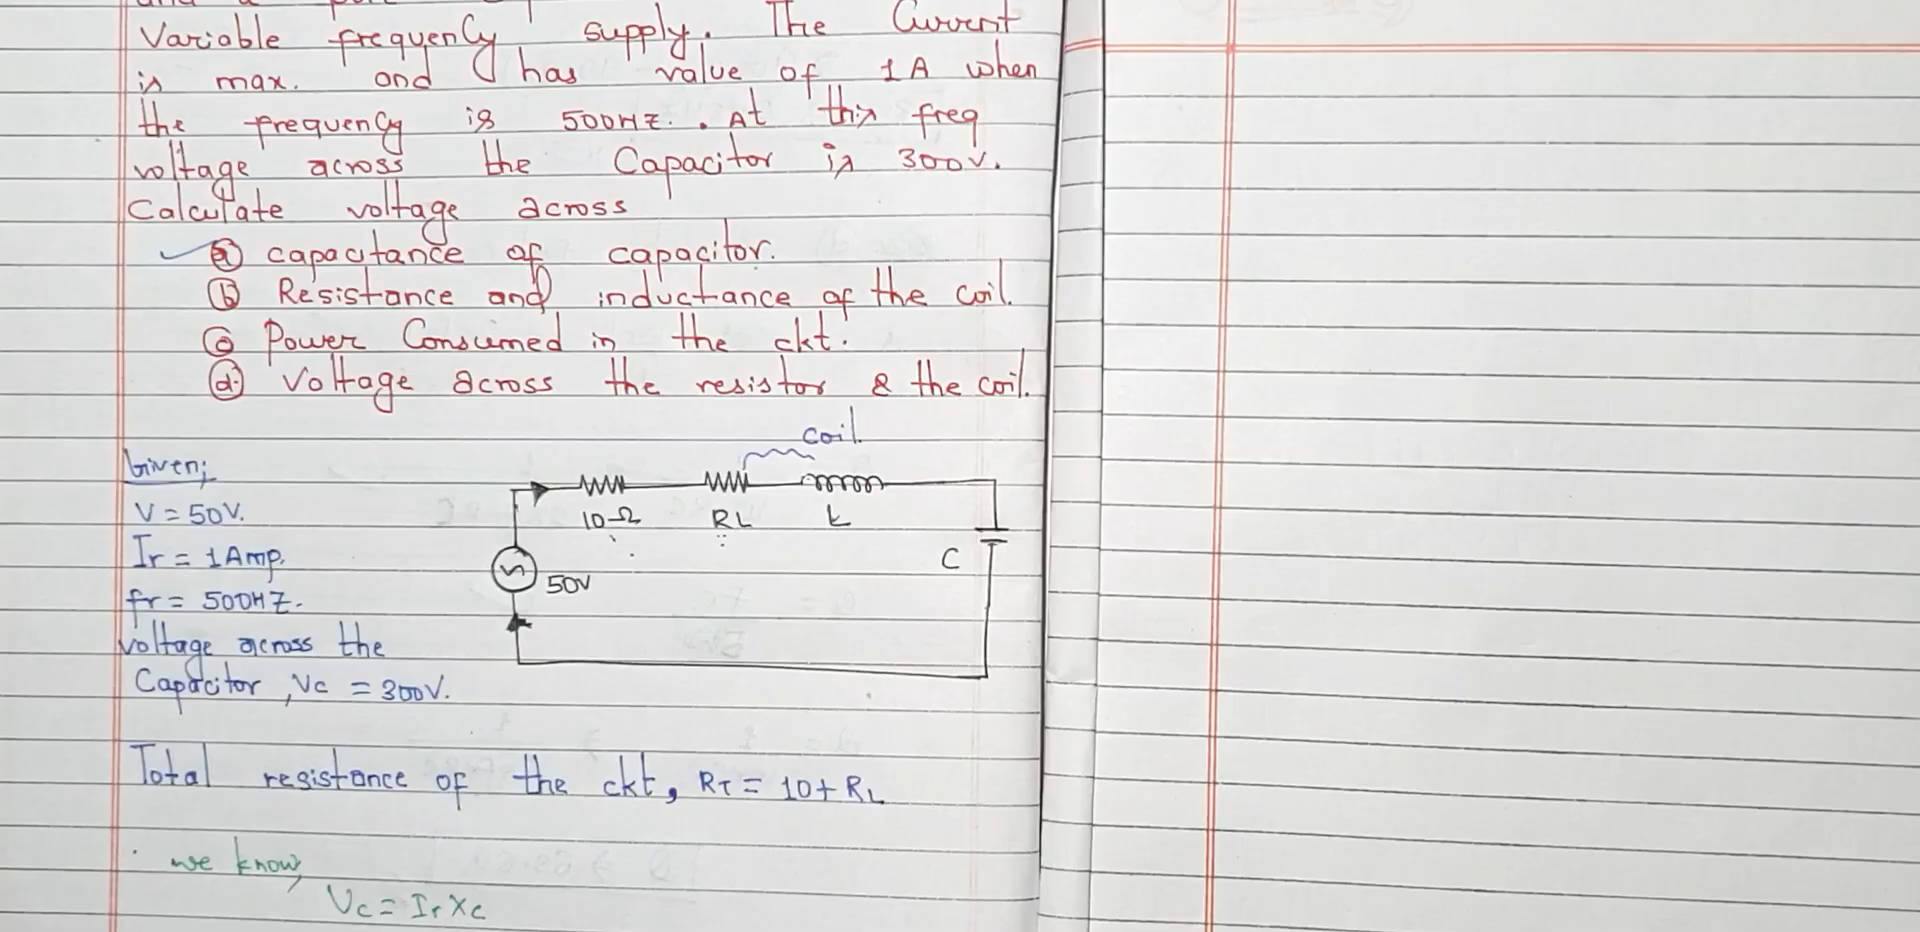 Variable frequency supply. The Current
is max. and has value of 1A when
the frequency is 500HZ. At this freq
voltage across the Capacitor is 300V.
Calculate voltage across
(a) capacitance of capacitor.
(b) Resistance and inductance of the coil.
(c) Power Consumed in the ckt.
(d) Voltage across the resistor & the coil.
coil.
Given;
V = 50V.
Ir = 1Amp.
fr = 500HZ.
voltage across the
Capacitor, Vc = 300V.
10Ω RL L
50V
C
Total resistance of the ckt, RT = 10 + RL
we know,
Vc = Ir Xc